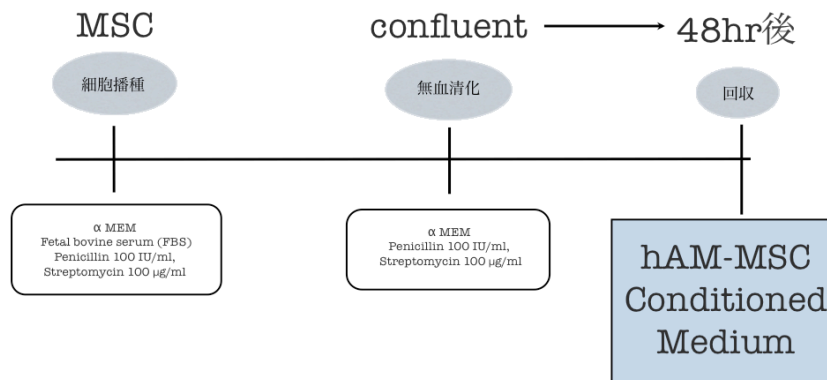 MSC
confluent
48hr後
細胞播種
無血清化
回収
α MEM
Fetal bovine serum (FBS)
Penicillin 100 IU/ml,
Streptomycin 100 µg/ml
α MEM
Penicillin 100 IU/ml,
Streptomycin 100 µg/ml
hAM-MSC
Conditioned
Medium